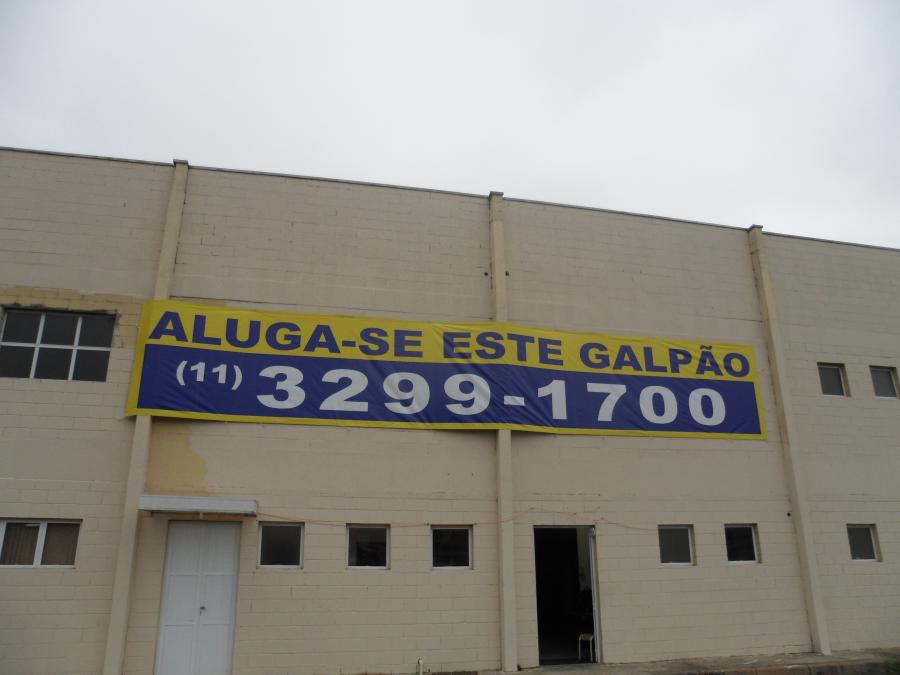 ALUGA-SE ESTE GALPÃO
(11) 3299-1700